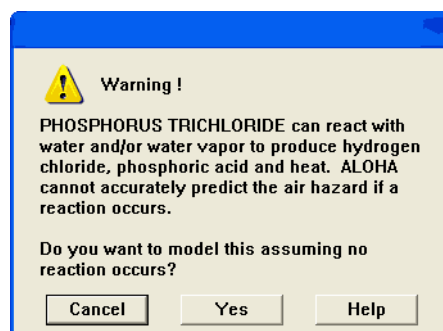 Warning !
PHOSPHORUS TRICHLORIDE can react with
water and/or water vapor to produce hydrogen
chloride, phosphoric acid and heat.  ALOHA
cannot accurately predict the air hazard if a
reaction occurs.
Do you want to model this assuming no
reaction occurs?
Cancel Yes Help